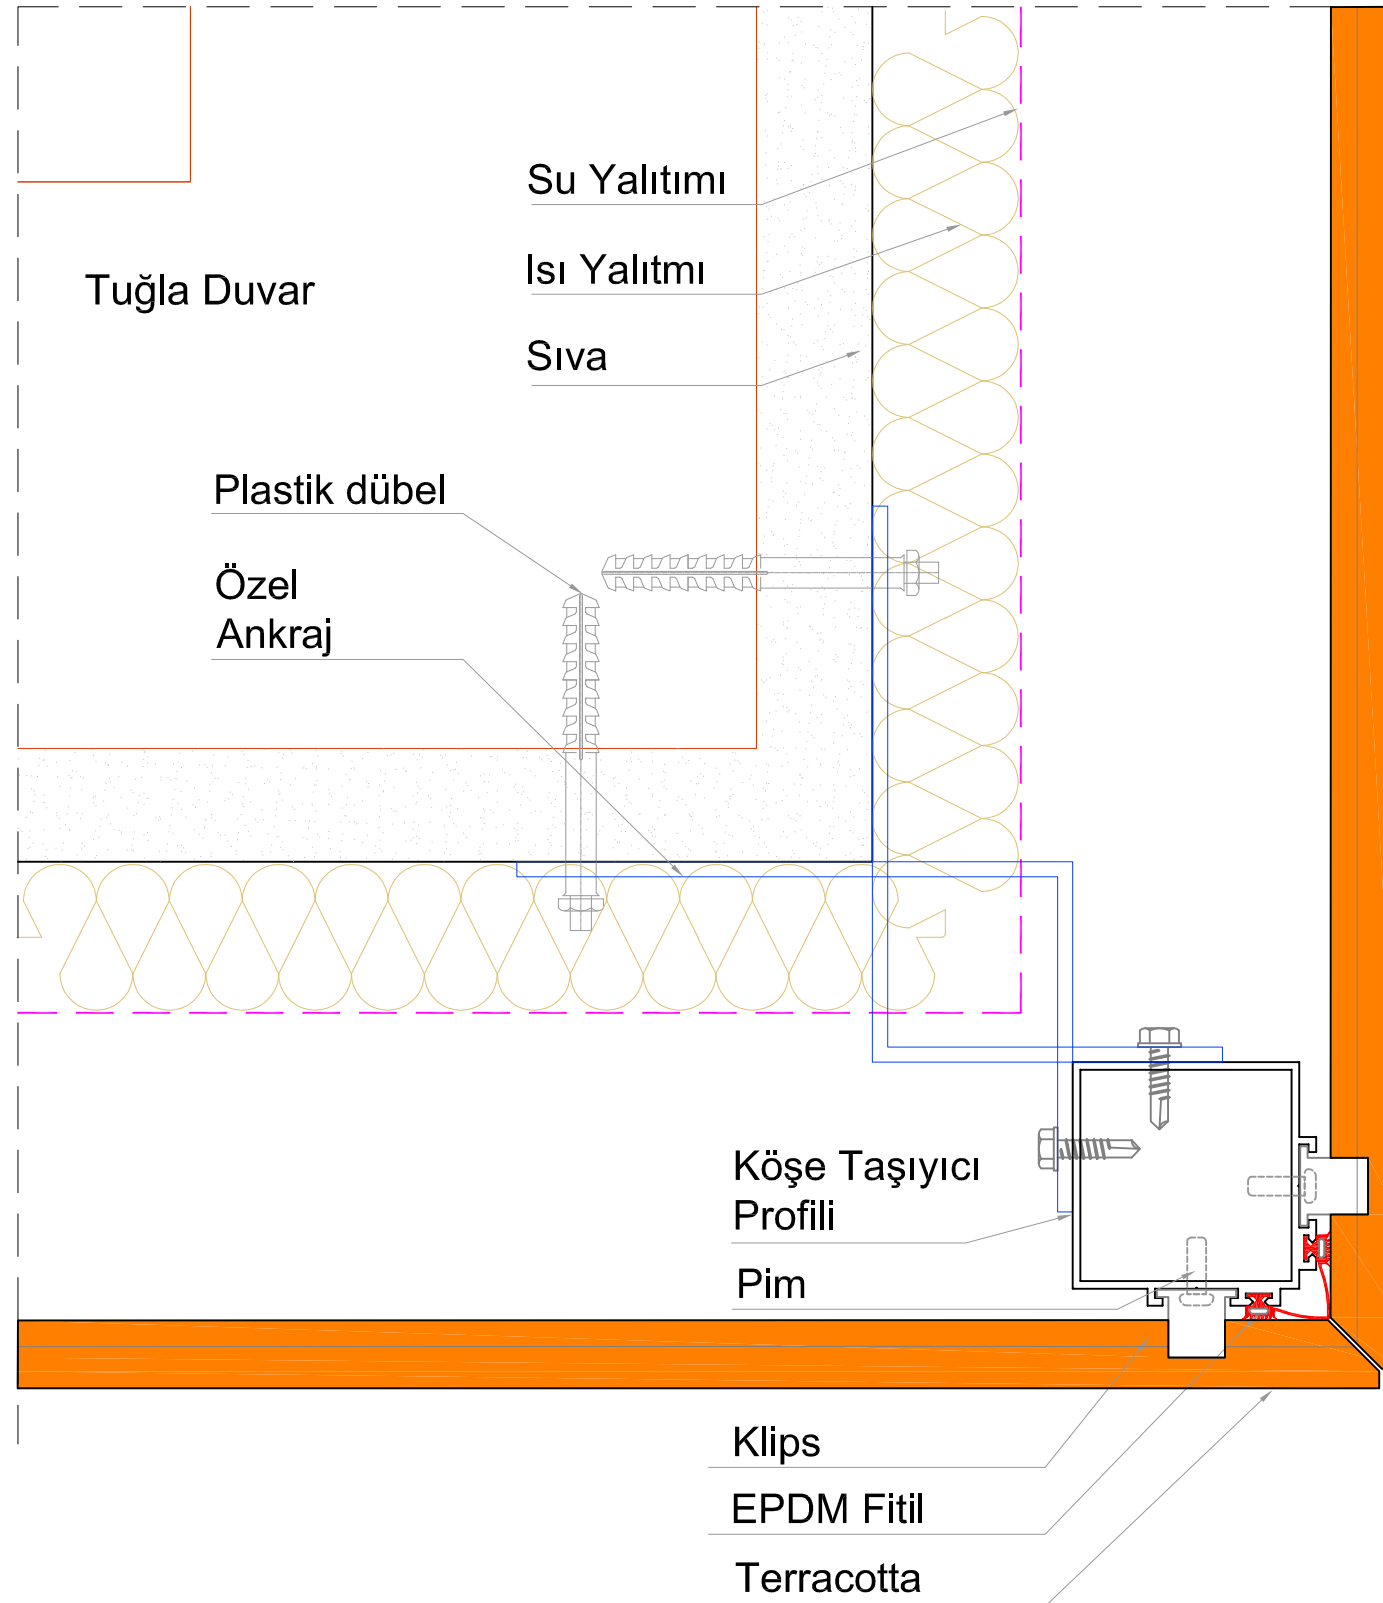 Su Yalıtımı
Isı Yalıtmı
Tuğla Duvar
Sıva
Plastik dübel
Özel
Ankraj
Köşe Taşıyıcı
Profili
Pim
Klips
EPDM Fitil
Terracotta